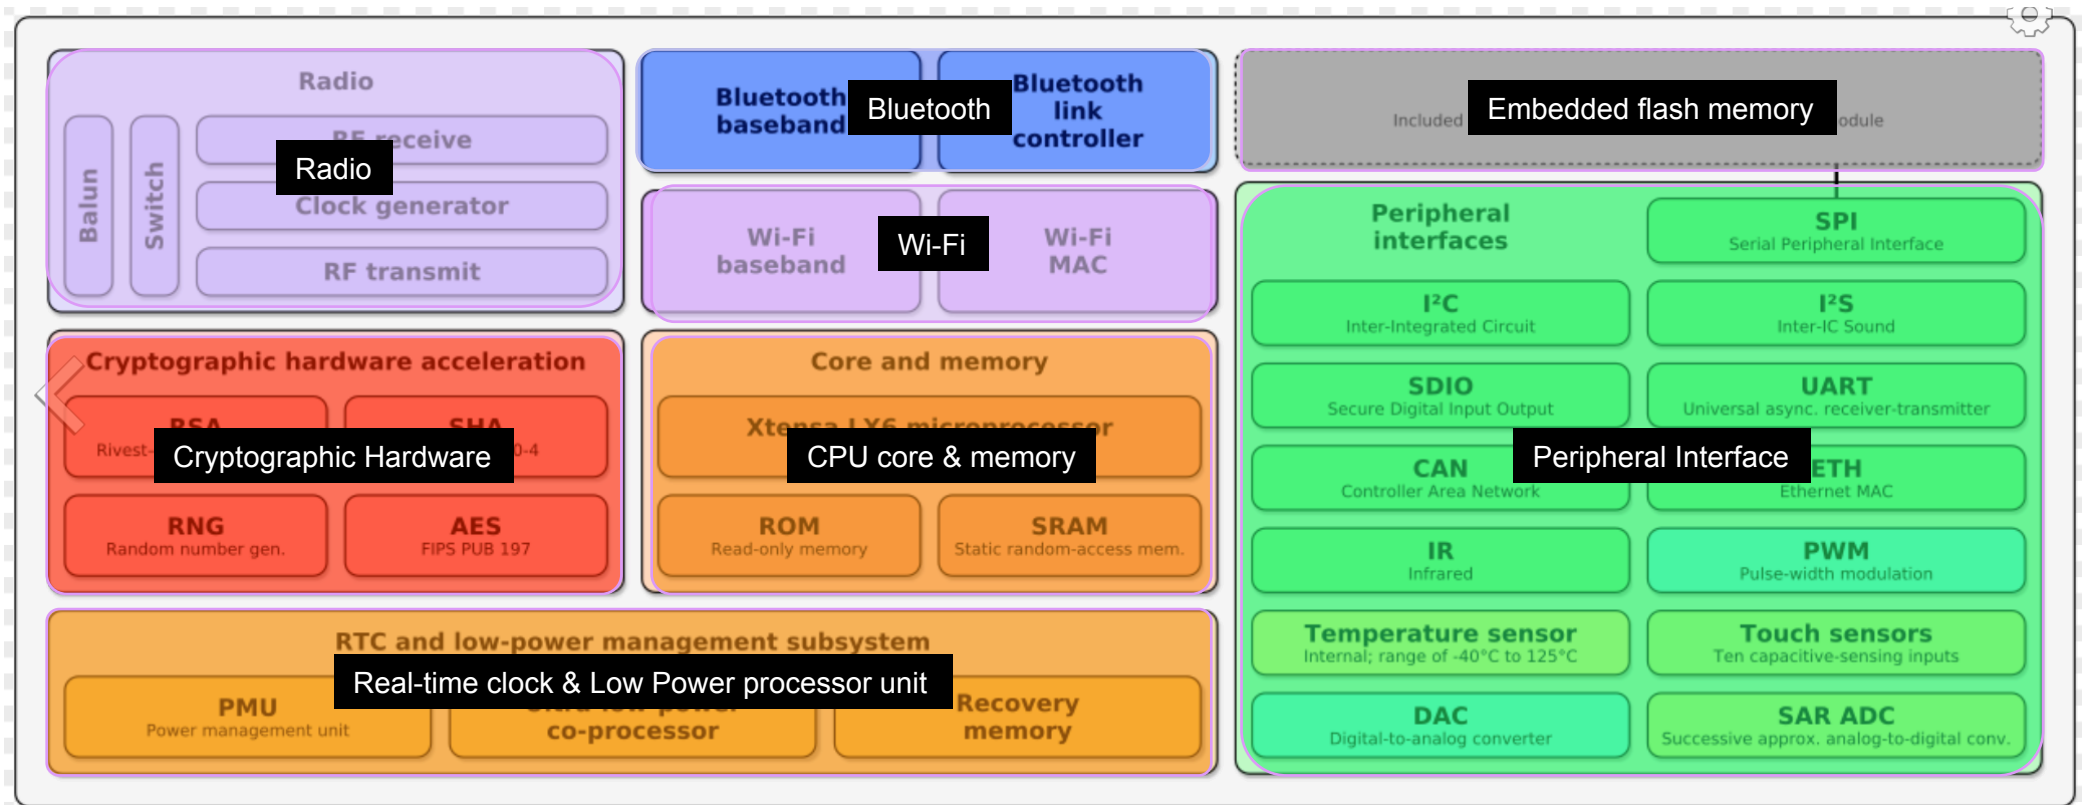 Radio
RF receive
Radio
Balun
Switch
Clock generator
RF transmit
Bluetooth
baseband
Bluetooth
Bluetooth
link
controller
Wi-Fi
baseband
Wi-Fi
Wi-Fi
MAC
Included
Embedded flash memory
Cryptographic hardware acceleration
RSA
SHA
Cryptographic Hardware
RNG
Random number gen.
AES
FIPS PUB 197
Core and memory
Xtensa LX6 microprocessor
CPU core & memory
ROM
Read-only memory
SRAM
Static random-access mem.
RTC and low-power management subsystem
Real-time clock & Low Power processor unit
PMU
Power management unit
co-processor
Recovery
memory
Peripheral
interfaces
SPI
Serial Peripheral Interface
I²C
Inter-Integrated Circuit
I²S
Inter-IC Sound
SDIO
Secure Digital Input Output
UART
Universal async. receiver-transmitter
Peripheral Interface
CAN
Controller Area Network
ETH
Ethernet MAC
IR
Infrared
PWM
Pulse-width modulation
Temperature sensor
Internal; range of -40°C to 125°C
Touch sensors
Ten capacitive-sensing inputs
DAC
Digital-to-analog converter
SAR ADC
Successive approx. analog-to-digital conv.